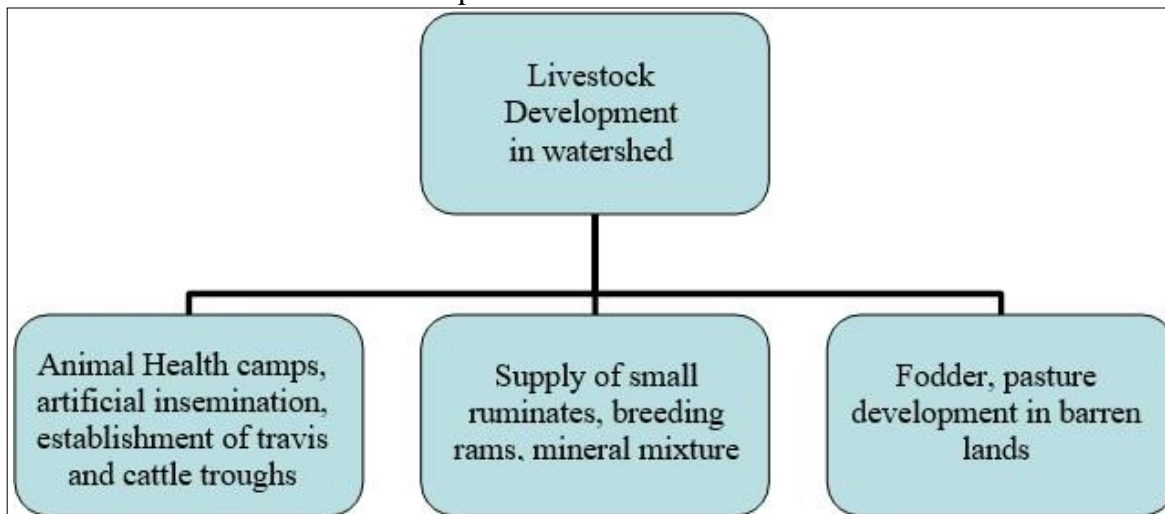 Livestock
Development
in watershed
Animal Health camps,
artificial insemination,
establishment of travis
and cattle troughs
Supply of small
ruminates, breeding
rams, mineral mixture
Fodder, pasture
development in barren
lands